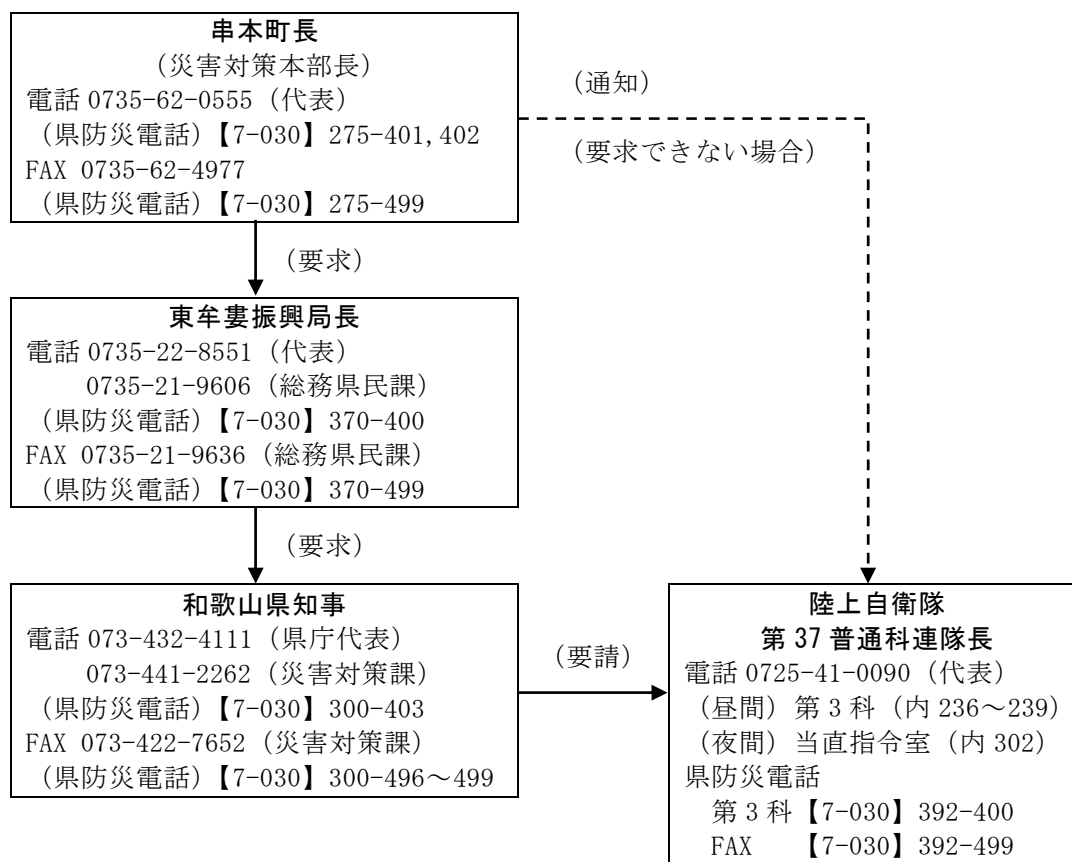 串本町長
（災害対策本部長）
電話 0735-62-0555（代表）
（県防災電話）【7-030】275-401,402
FAX 0735-62-4977
（県防災電話）【7-030】275-499
（通知）
（要求できない場合）
（要求）
東牟婁振興局長
電話 0735-22-8551（代表）
0735-21-9606（総務県民課）
（県防災電話）【7-030】370-400
FAX 0735-21-9636（総務県民課）
（県防災電話）【7-030】370-499
（要求）
和歌山県知事
電話 073-432-4111（県庁代表）
073-441-2262（災害対策課）
（県防災電話）【7-030】300-403
FAX 073-422-7652（災害対策課）
（県防災電話）【7-030】300-496～499
（要請）
陸上自衛隊
第 37 普通科連隊長
電話 0725-41-0090（代表）
（昼間）第 3 科（内 236～239）
（夜間）当直指令室（内 302）
県防災電話
第 3 科【7-030】392-400
FAX 【7-030】392-499